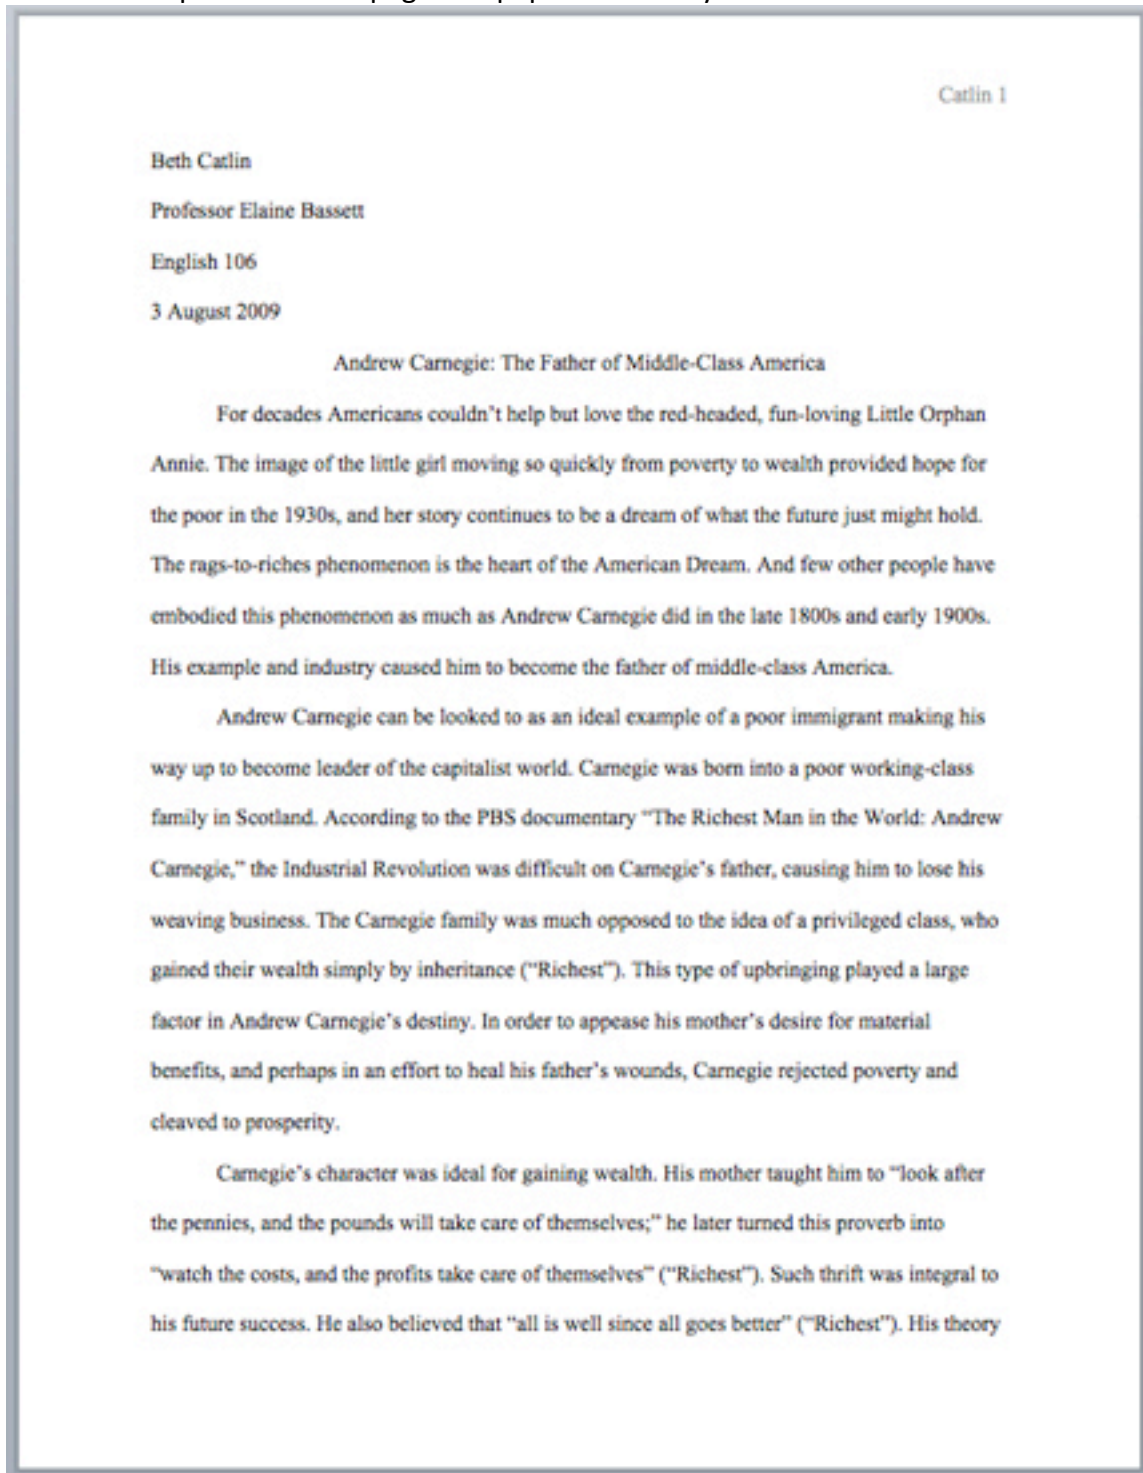 Catlin 1
Beth Catlin
Professor Elaine Bassett
English 106
3 August 2009
Andrew Carnegie: The Father of Middle-Class America
For decades Americans couldn’t help but love the red-headed, fun-loving Little Orphan
Annie. The image of the little girl moving so quickly from poverty to wealth provided hope for
the poor in the 1930s, and her story continues to be a dream of what the future just might hold.
The rags-to-riches phenomenon is the heart of the American Dream. And few other people have
embodied this phenomenon as much as Andrew Carnegie did in the late 1800s and early 1900s.
His example and industry caused him to become the father of middle-class America.
Andrew Carnegie can be looked to as an ideal example of a poor immigrant making his
way up to become leader of the capitalist world. Carnegie was born into a poor working-class
family in Scotland. According to the PBS documentary “The Richest Man in the World: Andrew
Carnegie,” the Industrial Revolution was difficult on Carnegie’s father, causing him to lose his
weaving business. The Carnegie family was much opposed to the idea of a privileged class, who
gained their wealth simply by inheritance (“Richest”). This type of upbringing played a large
factor in Andrew Carnegie’s destiny. In order to appease his mother’s desire for material
benefits, and perhaps in an effort to heal his father’s wounds, Carnegie rejected poverty and
cleaved to prosperity.
Carnegie’s character was ideal for gaining wealth. His mother taught him to “look after
the pennies, and the pounds will take care of themselves;” he later turned this proverb into
“watch the costs, and the profits take care of themselves” (“Richest”). Such thrift was integral to
his future success. He also believed that “all is well since all goes better” (“Richest”). His theory